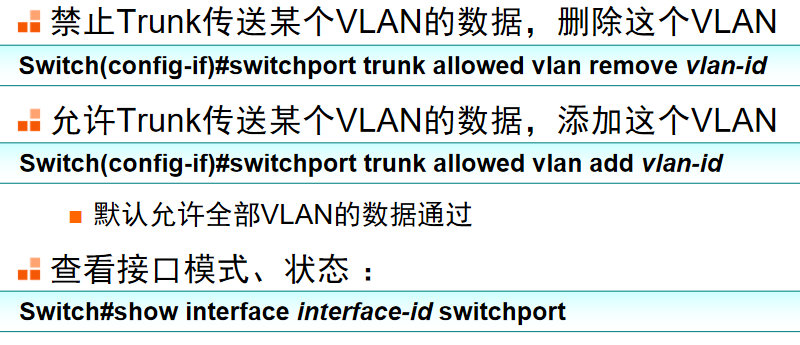 禁止Trunk传送某个VLAN的数据，删除这个VLAN
Switch(config-if)#switchport trunk allowed vlan remove vlan-id
允许Trunk传送某个VLAN的数据，添加这个VLAN
Switch(config-if)#switchport trunk allowed vlan add vlan-id
默认允许全部VLAN的数据通过
查看接口模式、状态 ：
Switch#show interface interface-id switchport